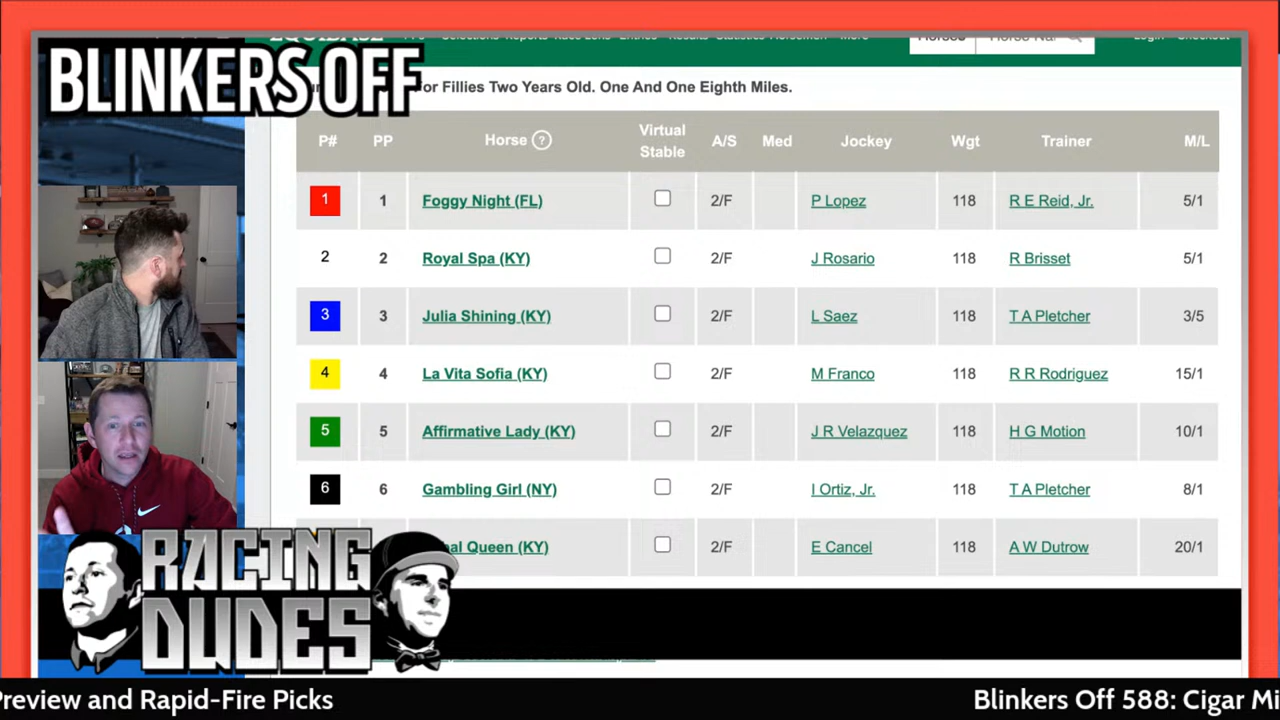 BLINKERS OFF
Login Checkout
For Fillies Two Years Old. One And One Eighth Miles.
P# PP Horse ? Virtual Stable A/S Med Jockey Wgt Trainer M/L
1 1 Foggy Night (FL) 2/F P Lopez 118 R E Reid, Jr. 5/1
2 2 Royal Spa (KY) 2/F J Rosario 118 R Brisset 5/1
3 3 Julia Shining (KY) 2/F L Saez 118 T A Pletcher 3/5
4 4 La Vita Sofia (KY) 2/F M Franco 118 R R Rodriguez 15/1
5 5 Affirmative Lady (KY) 2/F J R Velazquez 118 H G Motion 10/1
6 6 Gambling Girl (NY) 2/F I Ortiz, Jr. 118 T A Pletcher 8/1
Queen (KY) 2/F E Cancel 118 A W Dutrow 20/1
RACING
DUDES
Preview and Rapid-Fire Picks Blinkers Off 588: Cigar Mi